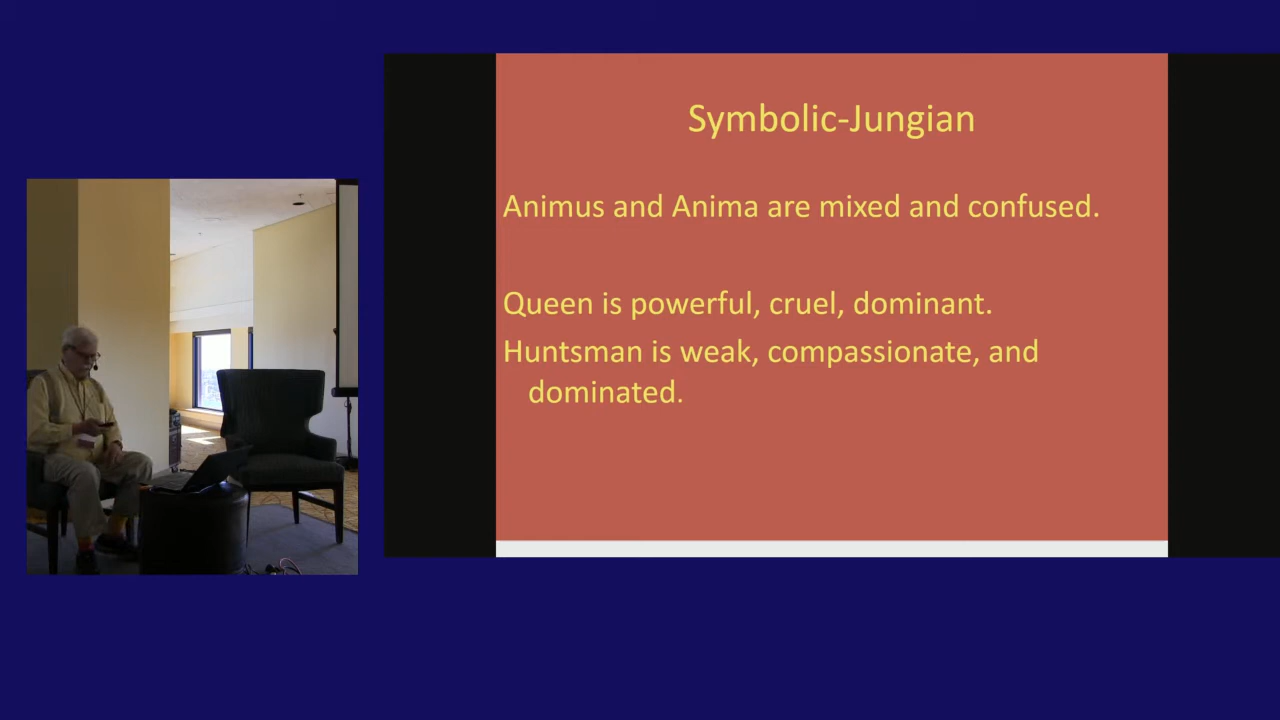 Symbolic-Jungian
Animus and Anima are mixed and confused.
Queen is powerful, cruel, dominant.
Huntsman is weak, compassionate, and
dominated.